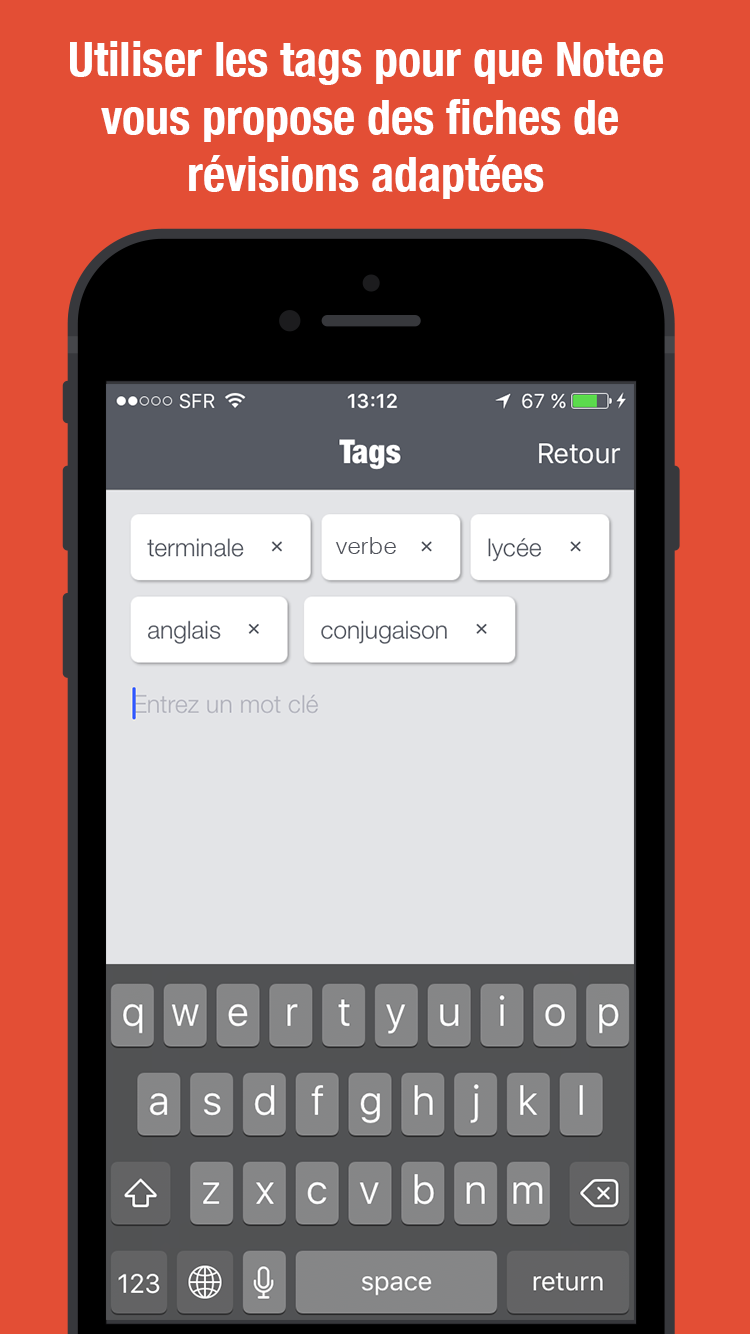 Utiliser les tags pour que Notee
vous propose des fiches de
révisions adaptées
SFR 13:12 67 %
Tags Retour
terminale × verbe × lycée ×
anglais × conjugaison ×
Entrez un mot clé
q w e r t y u i o p
a s d f g h j k l
z x c v b n m
123 space return